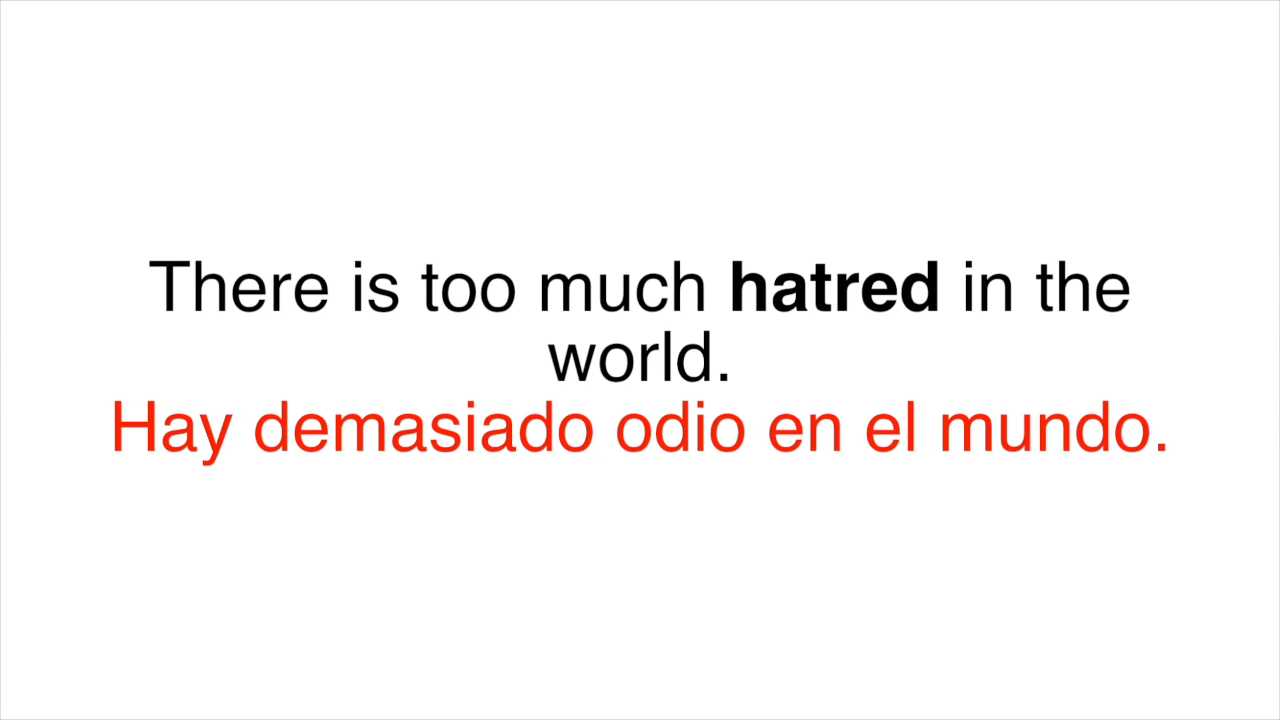 There is too much hatred in the
world.
Hay demasiado odio en el mundo.